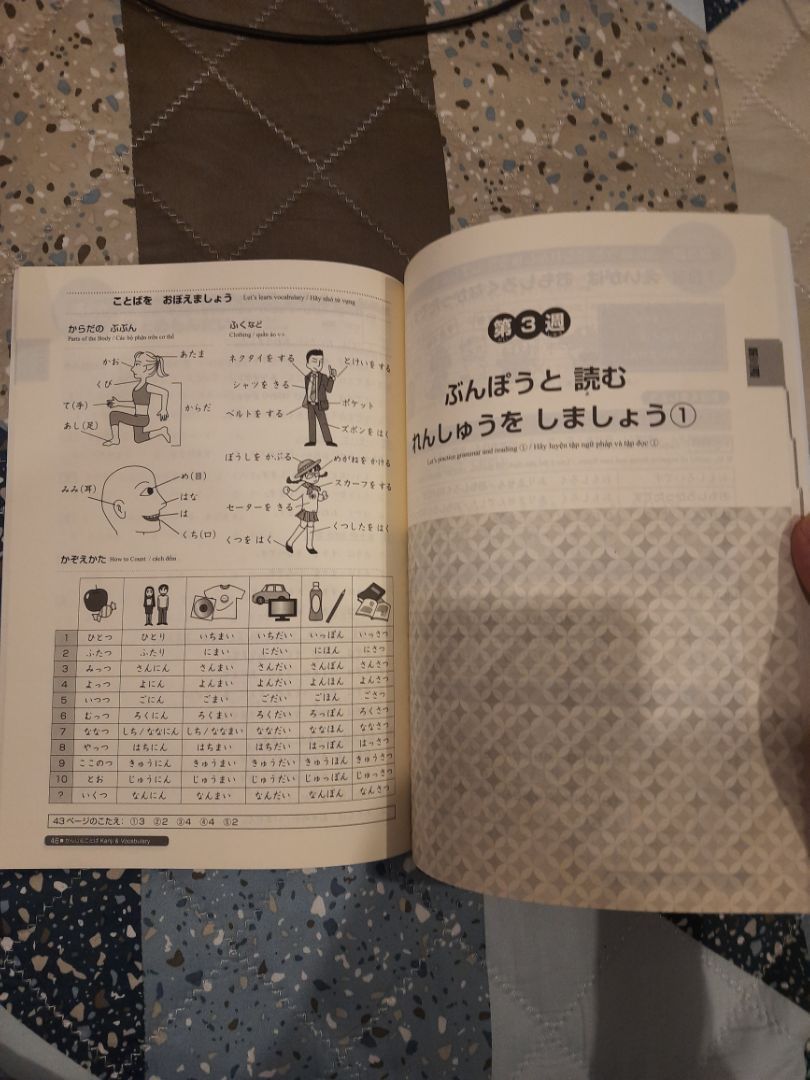 ことばを おぼえましょう Let's learn vocabulary / Hãy nhớ từ vựng
からだの ぶぶん
Parts of the Body / Các bộ phận trên cơ thể
かお
あたま
くび
て(手)
からだ
あし(足)
ふくなど
Clothing / quần áo v.v
ネクタイを する
とけいを する
シャツを きる
ポケット
ベルトを する
ズボンを はく
みみ(耳)
め(目)
はな
は
くち(口)
ぼうしを かぶる
めがねを かける
スカーフを する
セーターを きる
くつしたを はく
くつを はく
かぞえかた How to Count / cách đếm
1 ひとつ ひとり いちまい いちだい いっぽん いっさつ
2 ふたつ ふたり にまい にだい にほん にさつ
3 みっつ さんにん さんまい さんだい さんぼん さんさつ
4 よっつ よにん よんまい よんだい よんほん よんさつ
5 いつつ ごにん ごまい ごだい ごほん ごさつ
6 むっつ ろくにん ろくまい ろくだい ろっぽん ろくさつ
7 ななつ しち/ななにん しち/ななまい ななだい ななほん ななさつ
8 やっつ はちにん はちまい はちだい はっぽん はっさつ
9 ここのつ きゅうにん きゅうまい きゅうだい きゅうほん きゅうさつ
10 とお じゅうにん じゅうまい じゅうだい じゅっぽん じゅっさつ
? いくつ なんにん なんまい なんだい なんぼん なんさつ
43ページのこたえ: ①3 ②2 ③4 ④4 ⑤2
かんじとことば Kanji & Vocabulary
第3週
ぶんぽうと 読む
れんしゅうを しましょう①
Let's practice grammar and reading ① / Hãy luyện tập ngữ pháp và tập đọc ①